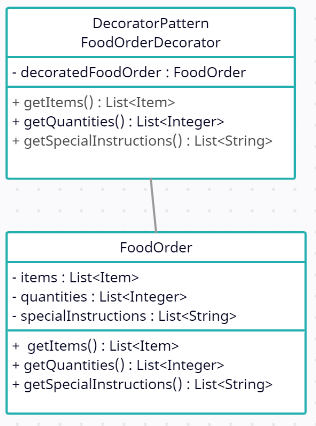 DecoratorPattern
FoodOrderDecorator
- decoratedFoodOrder : FoodOrder
+ getItems() : List<Item>
+ getQuantities() : List<Integer>
+ getSpecialInstructions() : List<String>
FoodOrder
- items : List<Item>
- quantities : List<Integer>
- specialInstructions : List<String>
+  getItems() : List<Item>
+ getQuantities() : List<Integer>
+ getSpecialInstructions() : List<String>